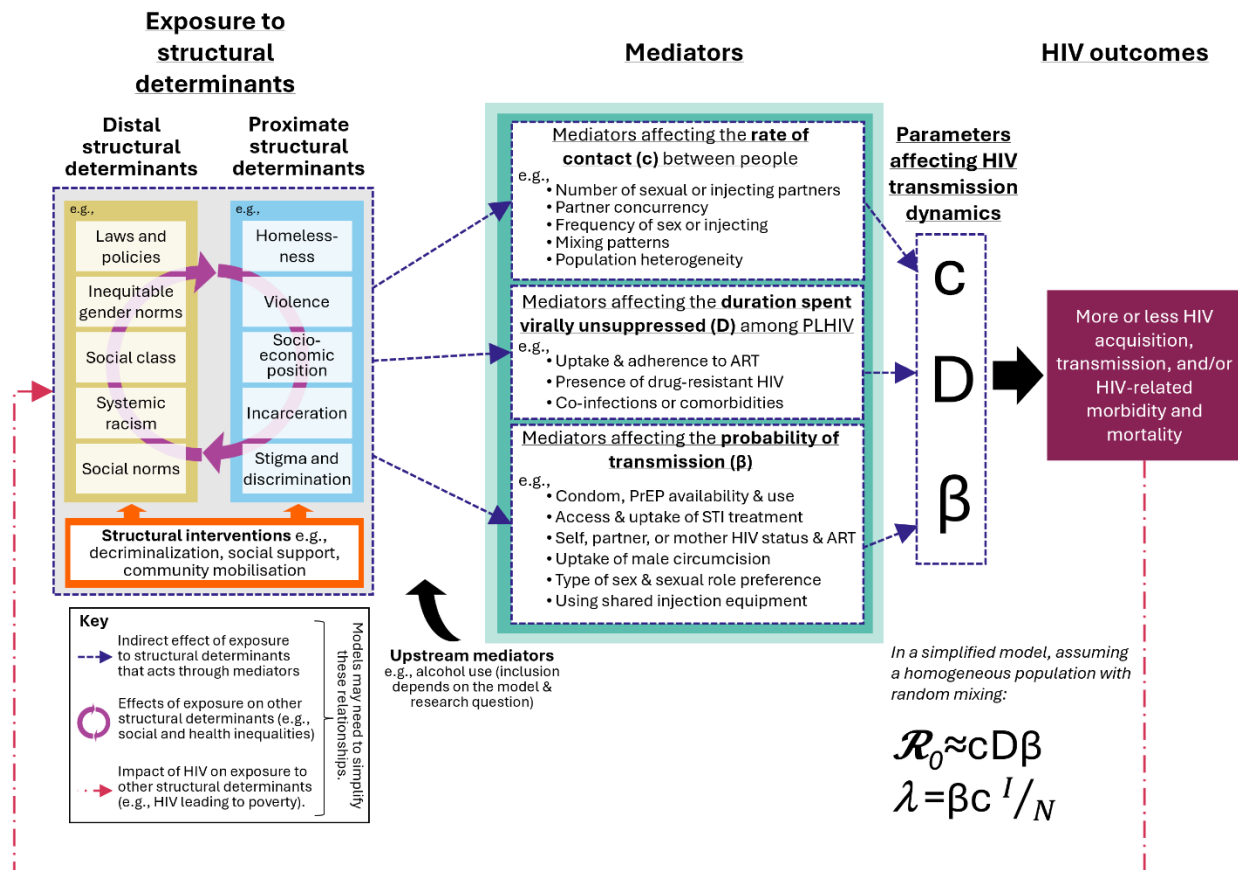 Exposure to
structural
determinants
Mediators
HIV outcomes
Distal
structural
determinants
Proximate
structural
determinants
e.g.,
Laws and
policies
Inequitable
gender norms
Social class
Systemic
racism
Social norms
e.g.,
Homeless-
ness
Violence
Socio-
economic
position
Incarceration
Stigma and
discrimination
Structural interventions e.g.,
decriminalization, social support,
community mobilisation
Key
Indirect effect of exposure
to structural determinants
that acts through mediators
Effects of exposure on other
structural determinants (e.g.,
social and health inequalities)
Impact of HIV on exposure to
other structural determinants
(e.g., HIV leading to poverty).
Models may need to simplify
these relationships.
Mediators affecting the rate of
contact (c) between people
e.g.,
• Number of sexual or injecting partners
• Partner concurrency
• Frequency of sex or injecting
• Mixing patterns
• Population heterogeneity
Mediators affecting the duration spent
virally unsuppressed (D) among PLHIV
e.g.,
• Uptake & adherence to ART
• Presence of drug-resistant HIV
• Co-infections or comorbidities
Mediators affecting the probability of
transmission (β)
e.g.,
• Condom, PrEP availability & use
• Access & uptake of STI treatment
• Self, partner, or mother HIV status & ART
• Uptake of male circumcision
• Type of sex & sexual role preference
• Using shared injection equipment
Upstream mediators
e.g., alcohol use (inclusion
depends on the model &
research question)
Parameters
affecting HIV
transmission
dynamics
c
D
β
More or less HIV
acquisition,
transmission, and/or
HIV-related
morbidity and
mortality
In a simplified model, assuming
a homogeneous population with
random mixing:
ℛ0≈cDβ
λ=βc I/N